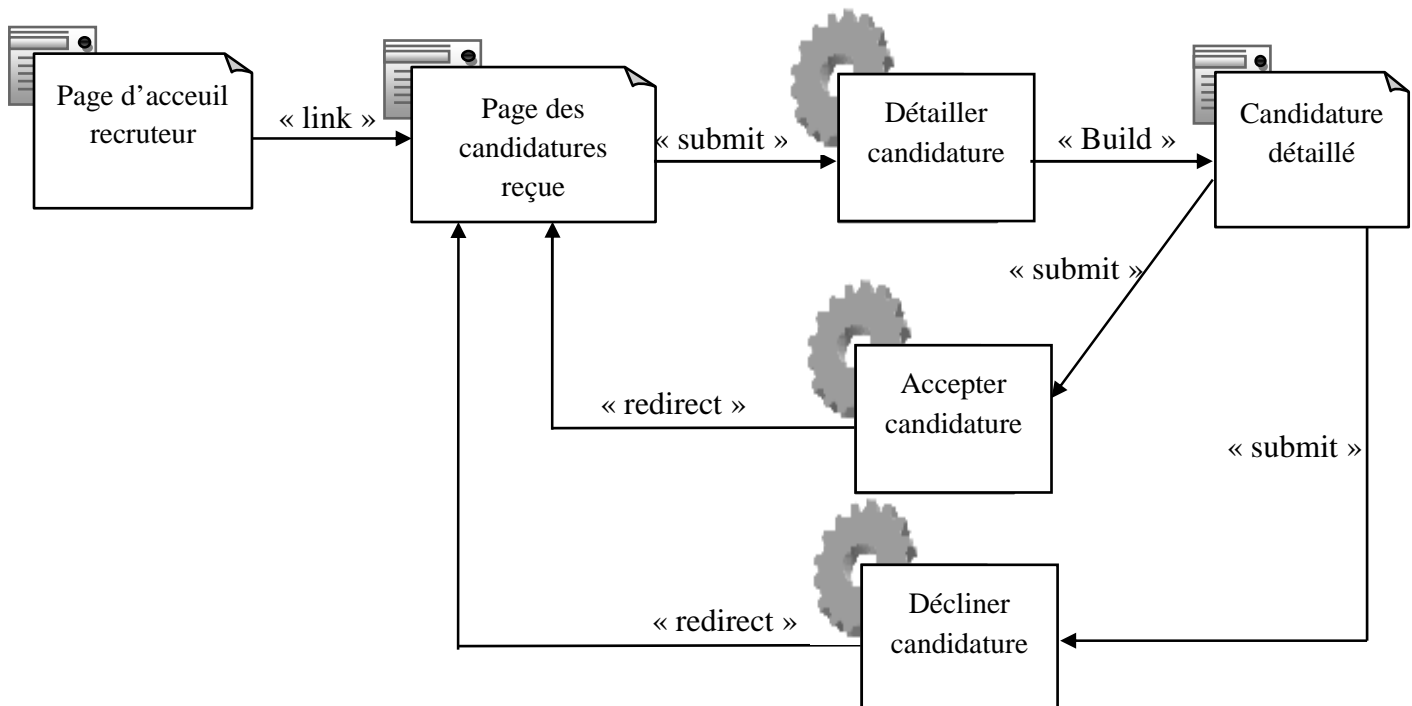 Page d’acceuil
recruteur
« link »
Page des
candidatures
reçue
« submit »
Détailler
candidature
« Build »
Candidature
détaillé
« submit »
Accepter
candidature
« redirect »
« submit »
Décliner
candidature
« redirect »